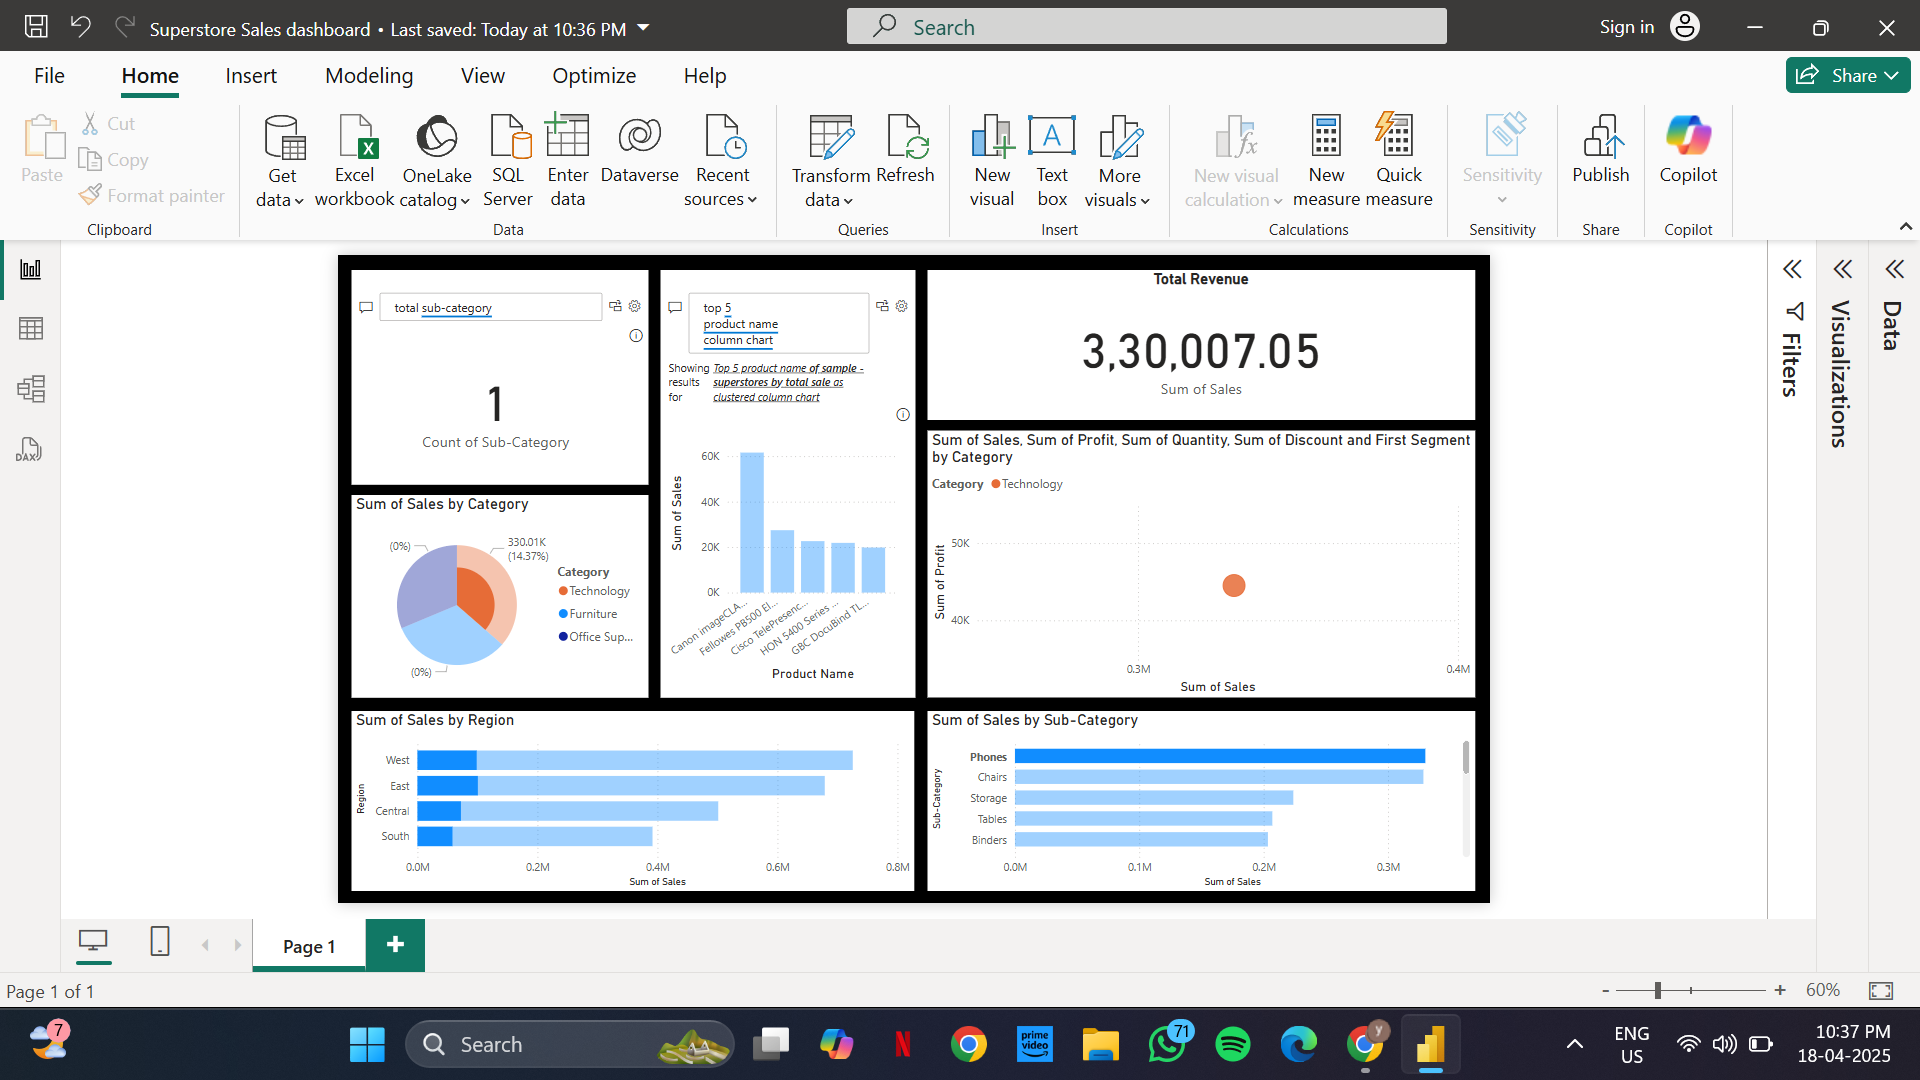 Superstore Sales dashboard • Last saved: Today at 10:36 PM
Search
Sign in
File Home Insert Modeling View Optimize Help
Share
Paste
Cut
Copy
Format painter
Clipboard
Get data
Excel workbook
OneLake catalog
SQL Server
Enter data
Dataverse
Recent sources
Data
Transform data
Refresh
Queries
New visual
Text box
More visuals
Insert
New visual calculation
New measure
Quick measure
Calculations
Sensitivity
Sensitivity
Publish
Share
Copilot
Copilot
DAX
total sub-category
1
Count of Sub-Category
top 5
product name
column chart
Showing results for
Top 5 product name of sample -
superstores by total sale as
clustered column chart
Sum of Sales
60K
40K
20K
0K
Canon imageCLA...
Fellowes PB500 El...
Cisco TelePresenc...
HON 5400 Series ...
GBC DocuBind TL...
Product Name
Total Revenue
3,30,007.05
Sum of Sales
Sum of Sales by Category
(0%)
330.01K
(14.37%)
(0%)
Category
Technology
Furniture
Office Sup...
Sum of Sales, Sum of Profit, Sum of Quantity, Sum of Discount and First Segment
by Category
Category Technology
Sum of Profit
50K
40K
0.3M 0.4M
Sum of Sales
Sum of Sales by Region
Region
West
East
Central
South
0.0M 0.2M 0.4M 0.6M 0.8M
Sum of Sales
Sum of Sales by Sub-Category
Sub-Category
Phones
Chairs
Storage
Tables
Binders
0.0M 0.1M 0.2M 0.3M
Sum of Sales
Filters
Visualizations
Data
Page 1
+
Page 1 of 1
- + 60%
7
Search
N
prime video
71
y
ENG
US
10:37 PM
18-04-2025